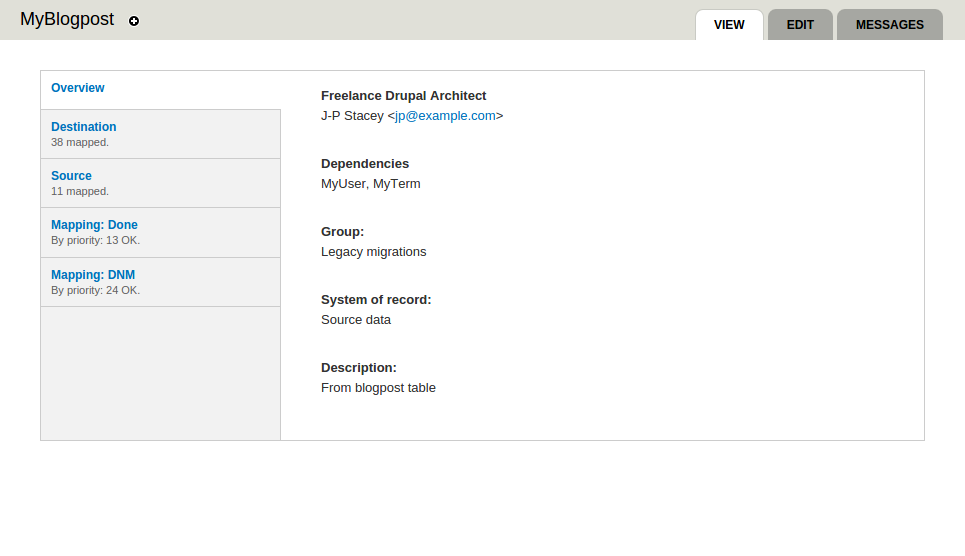 MyBlogpost
VIEW
EDIT
MESSAGES
Overview
Destination
38 mapped.
Source
11 mapped.
Mapping: Done
By priority: 13 OK.
Mapping: DNM
By priority: 24 OK.
Freelance Drupal Architect
J-P Stacey <jp@example.com>
Dependencies
MyUser, MyTerm
Group:
Legacy migrations
System of record:
Source data
Description:
From blogpost table